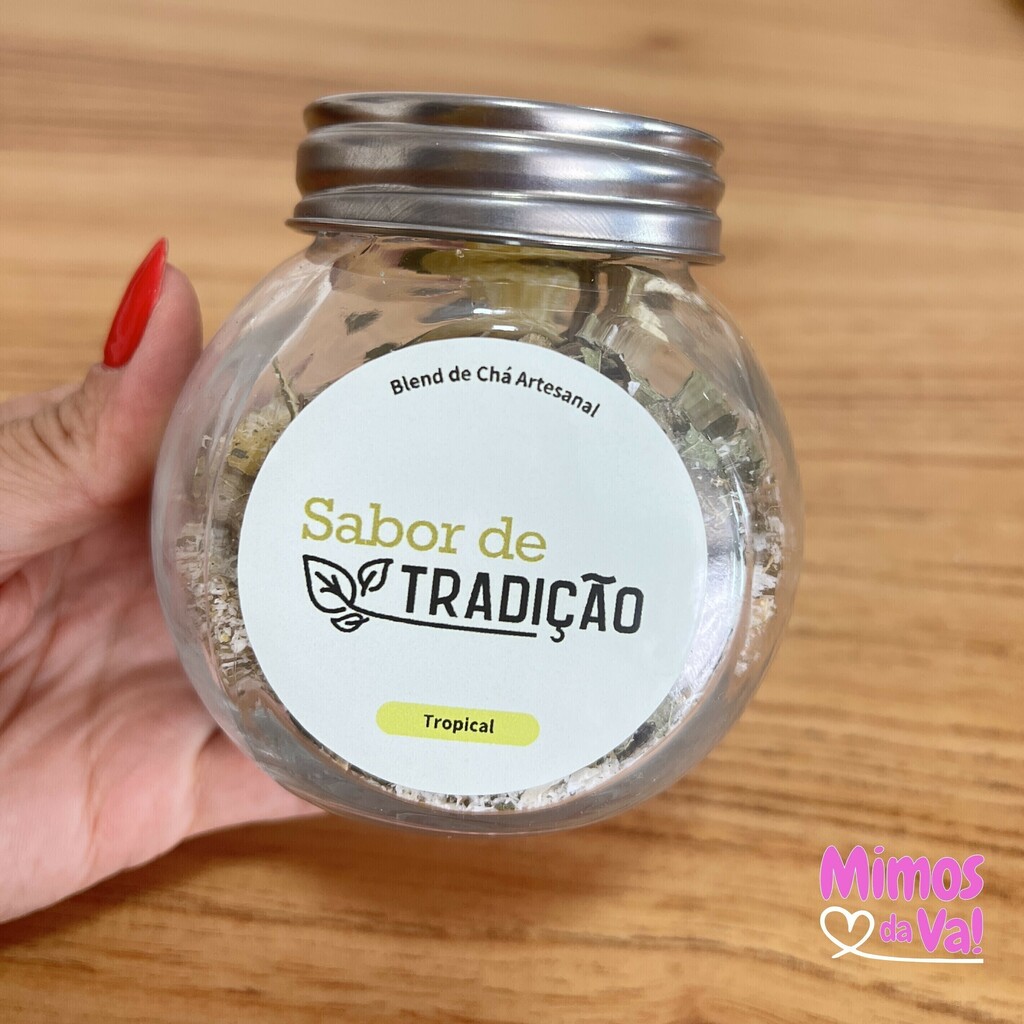 Blend de Chá Artesanal
Sabor de
TRADIÇÃO
Tropical
Mimos
da Va!